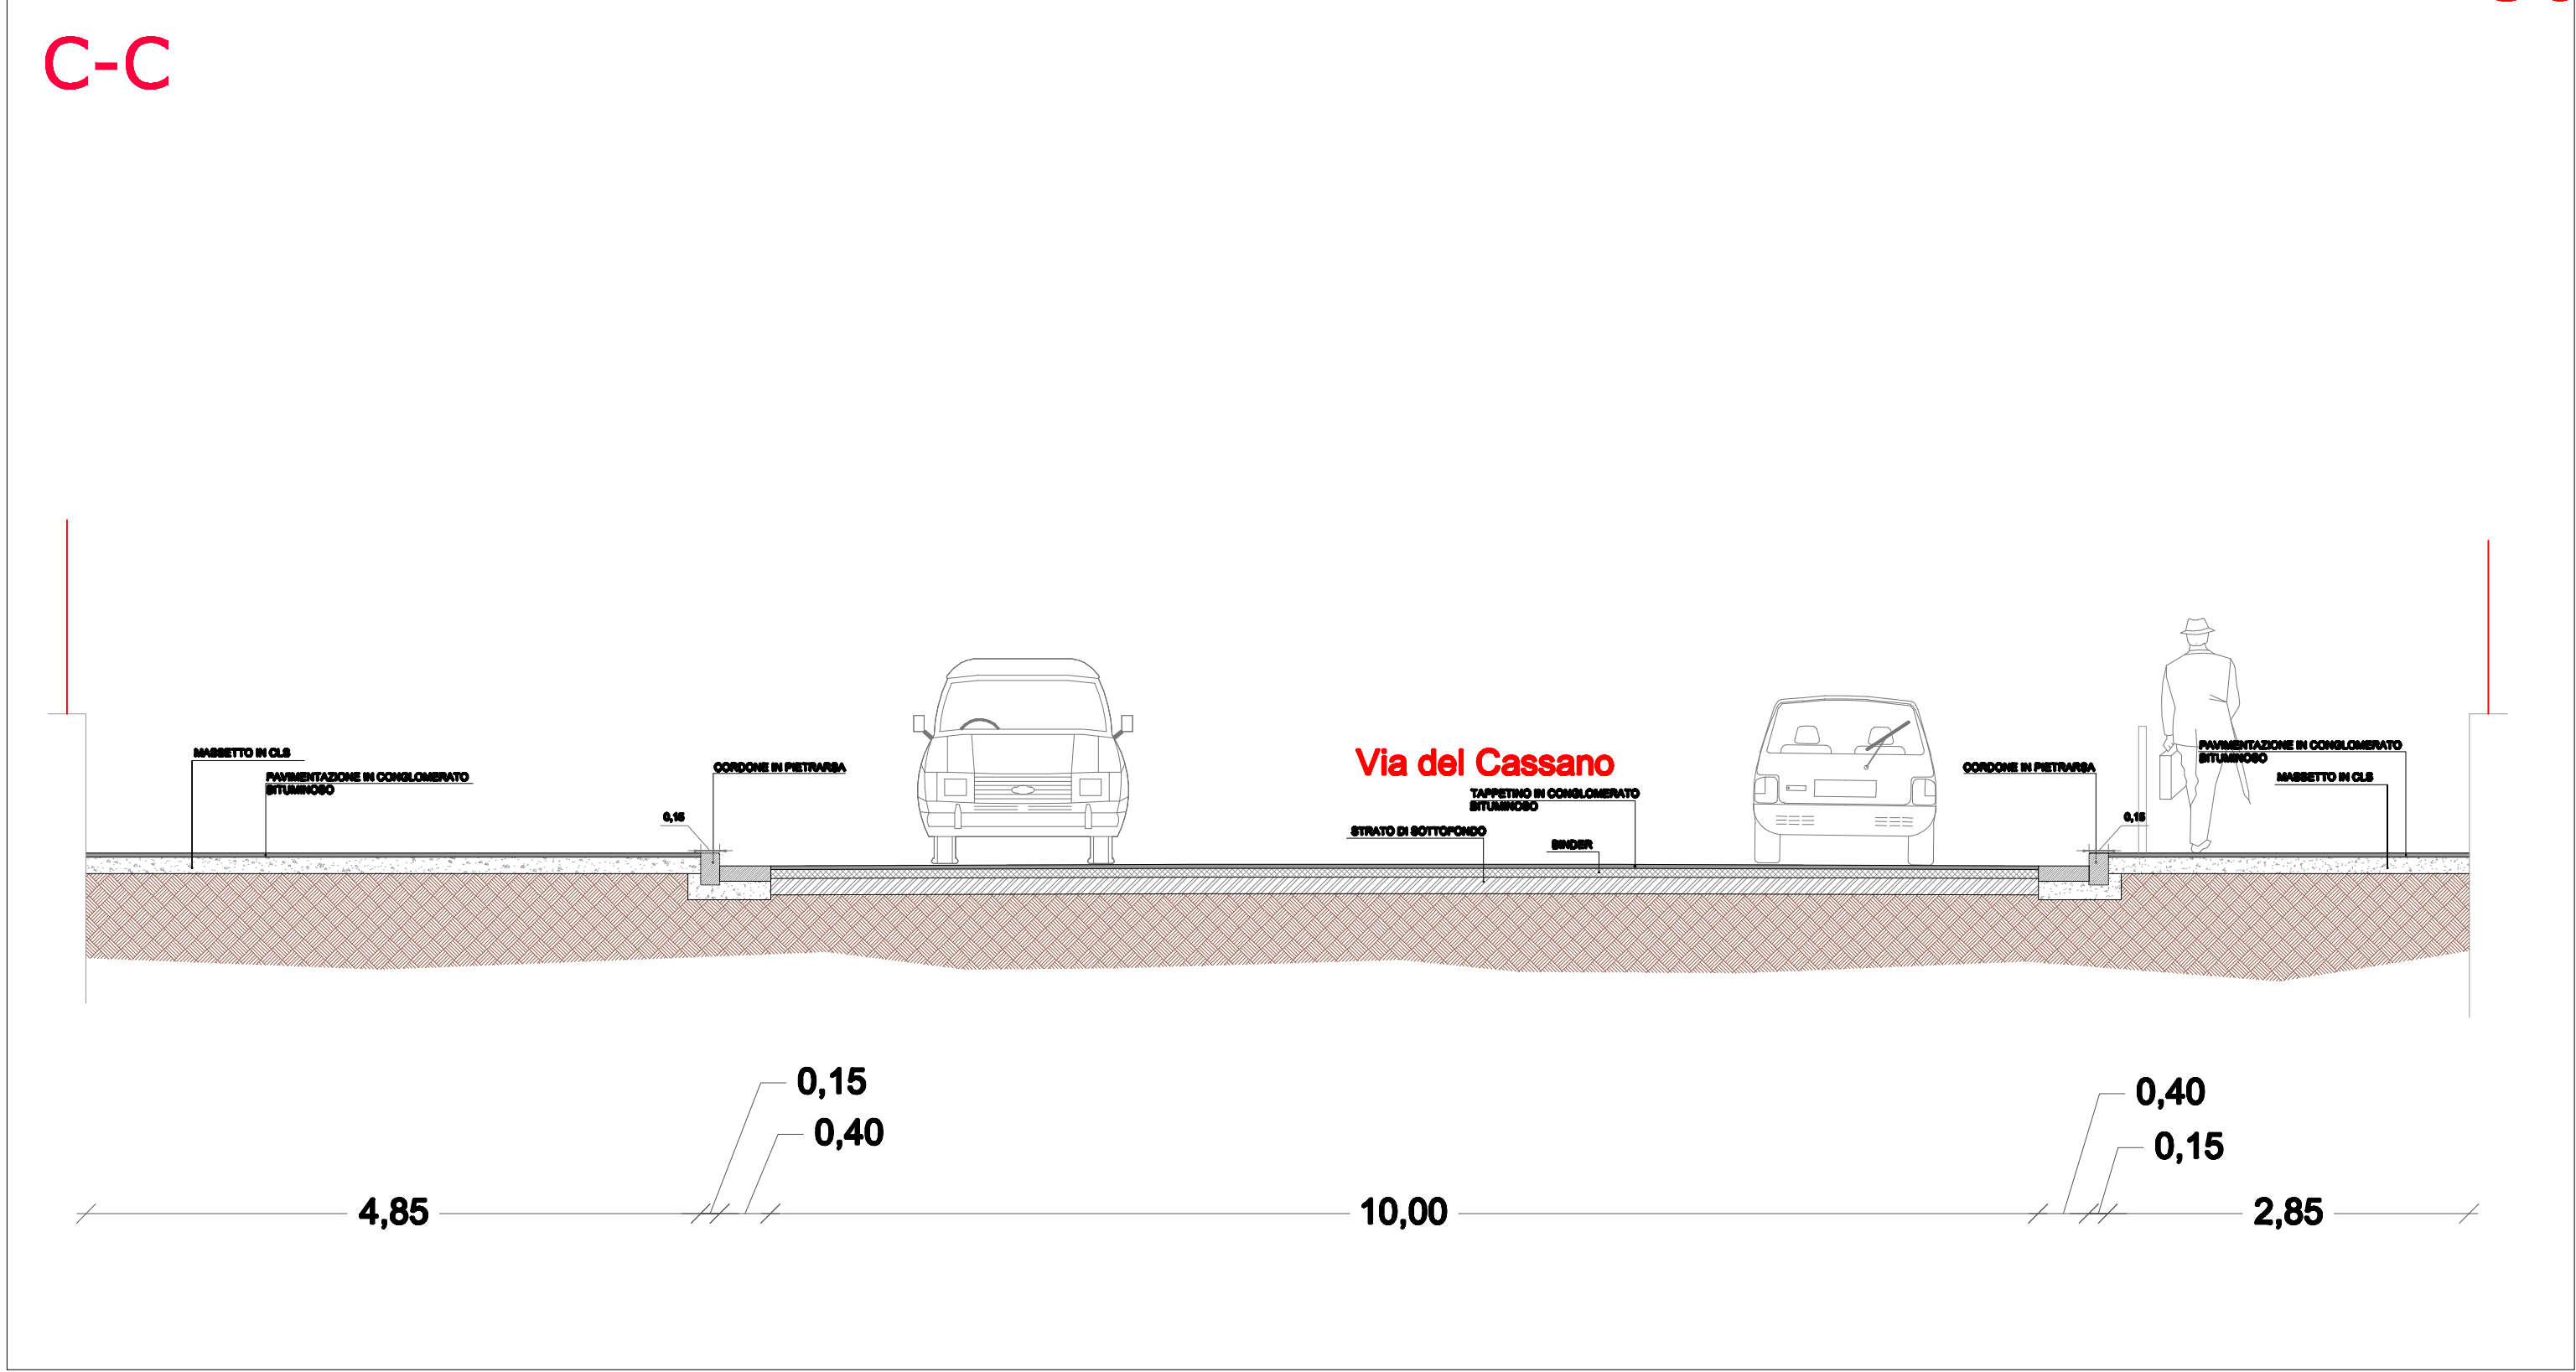 C-C
Via del Cassano
MASSETTO IN CLS
PAVIMENTAZIONE IN CONGLOMERATO
BITUMINOSO
CORDONE IN PIETRARSA
0,15
TAPPETINO IN CONGLOMERATO
BITUMINOSO
STRATO DI SOTTOFONDO
BINDER
CORDONE IN PIETRARSA
PAVIMENTAZIONE IN CONGLOMERATO
BITUMINOSO
MASSETTO IN CLS
0,15
0,15
0,40
0,40
0,15
4,85
10,00
2,85